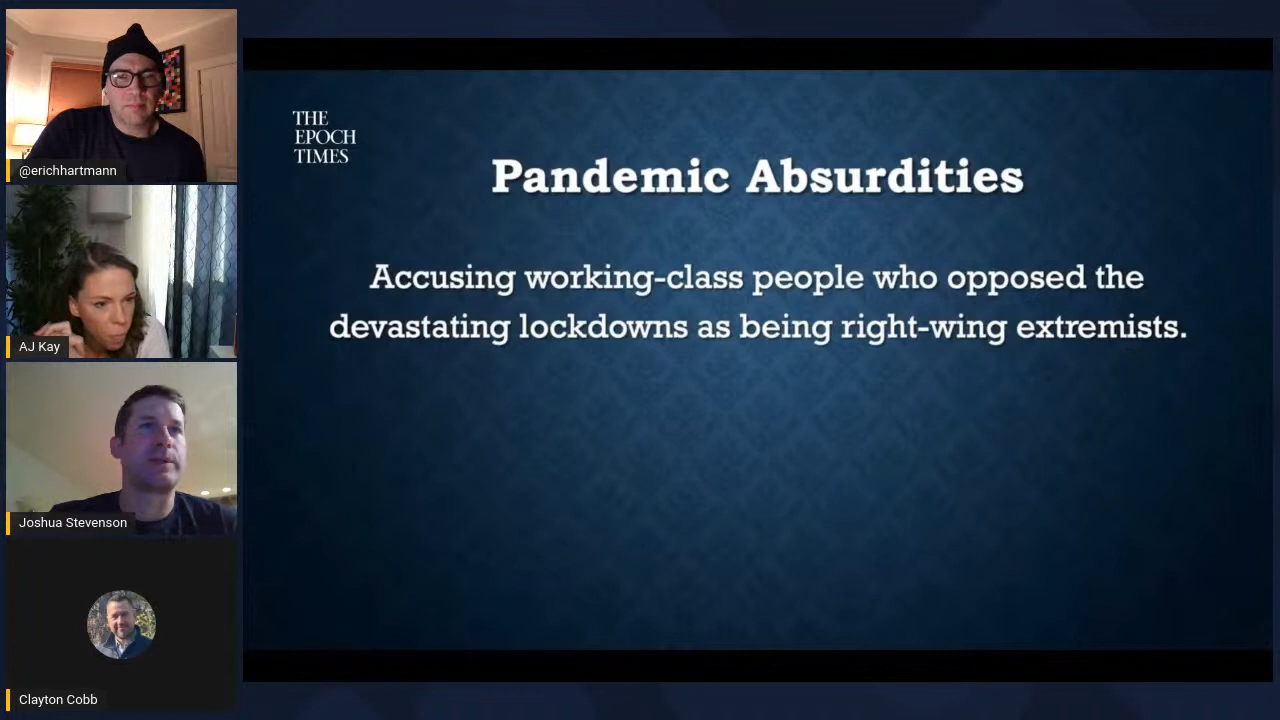 @erichhartmann
AJ Kay
Joshua Stevenson
Clayton Cobb
THE
EPOCH
TIMES
Pandemic Absurdities
Accusing working-class people who opposed the
devastating lockdowns as being right-wing extremists.